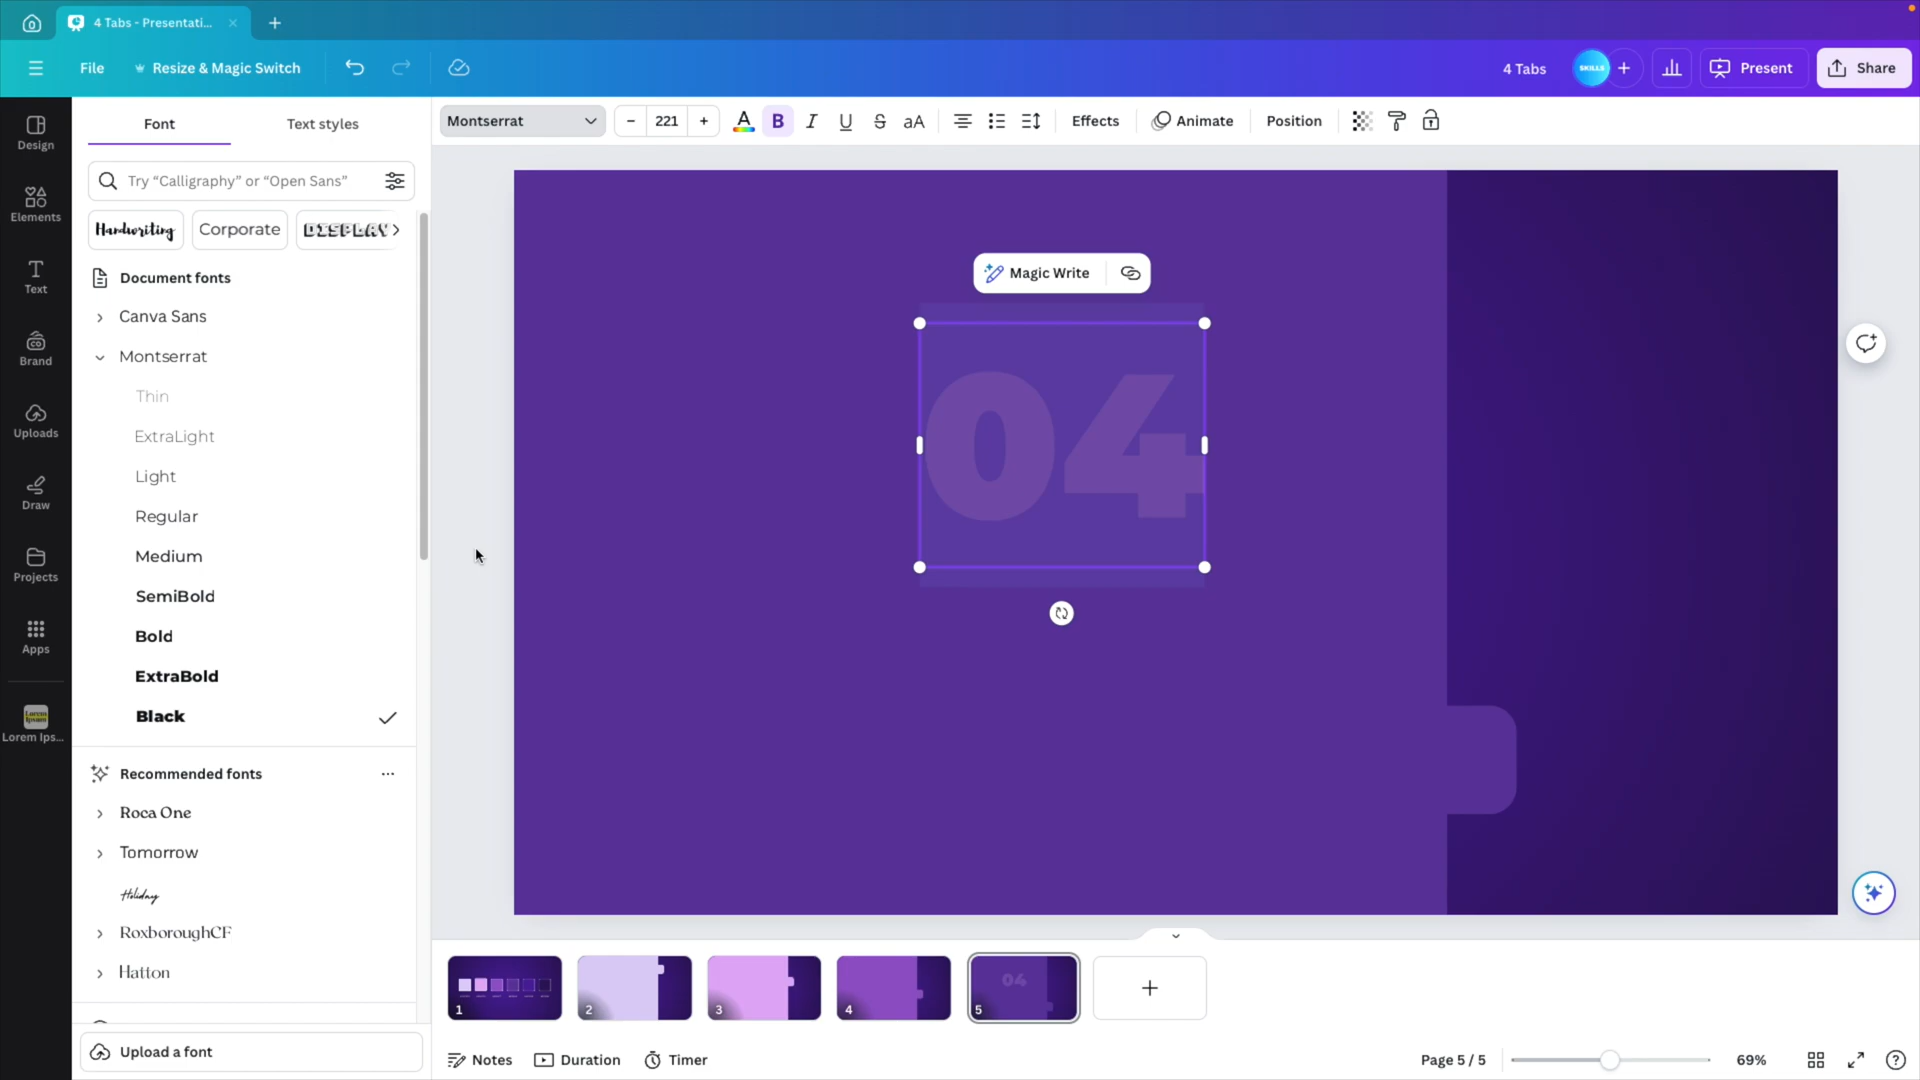 4 Tabs - Presentati...
File
Resize & Magic Switch
4 Tabs
SKILLS
Present
Share
Design
Elements
Text
Brand
Uploads
Draw
Projects
Apps
Lorem Ipsum
Lorem Ips...
Font
Text styles
Try “Calligraphy” or “Open Sans”
Handwriting
Corporate
DISPLAY
Document fonts
Canva Sans
Montserrat
Thin
ExtraLight
Light
Regular
Medium
SemiBold
Bold
ExtraBold
Black
Recommended fonts
Roca One
Tomorrow
Holiday
RoxboroughCF
Hatton
Upload a font
Montserrat
221
A
B
I
U
S
aA
Effects
Animate
Position
Magic Write
04
1
2
3
4
04
5
Notes
Duration
Timer
Page 5 / 5
69%